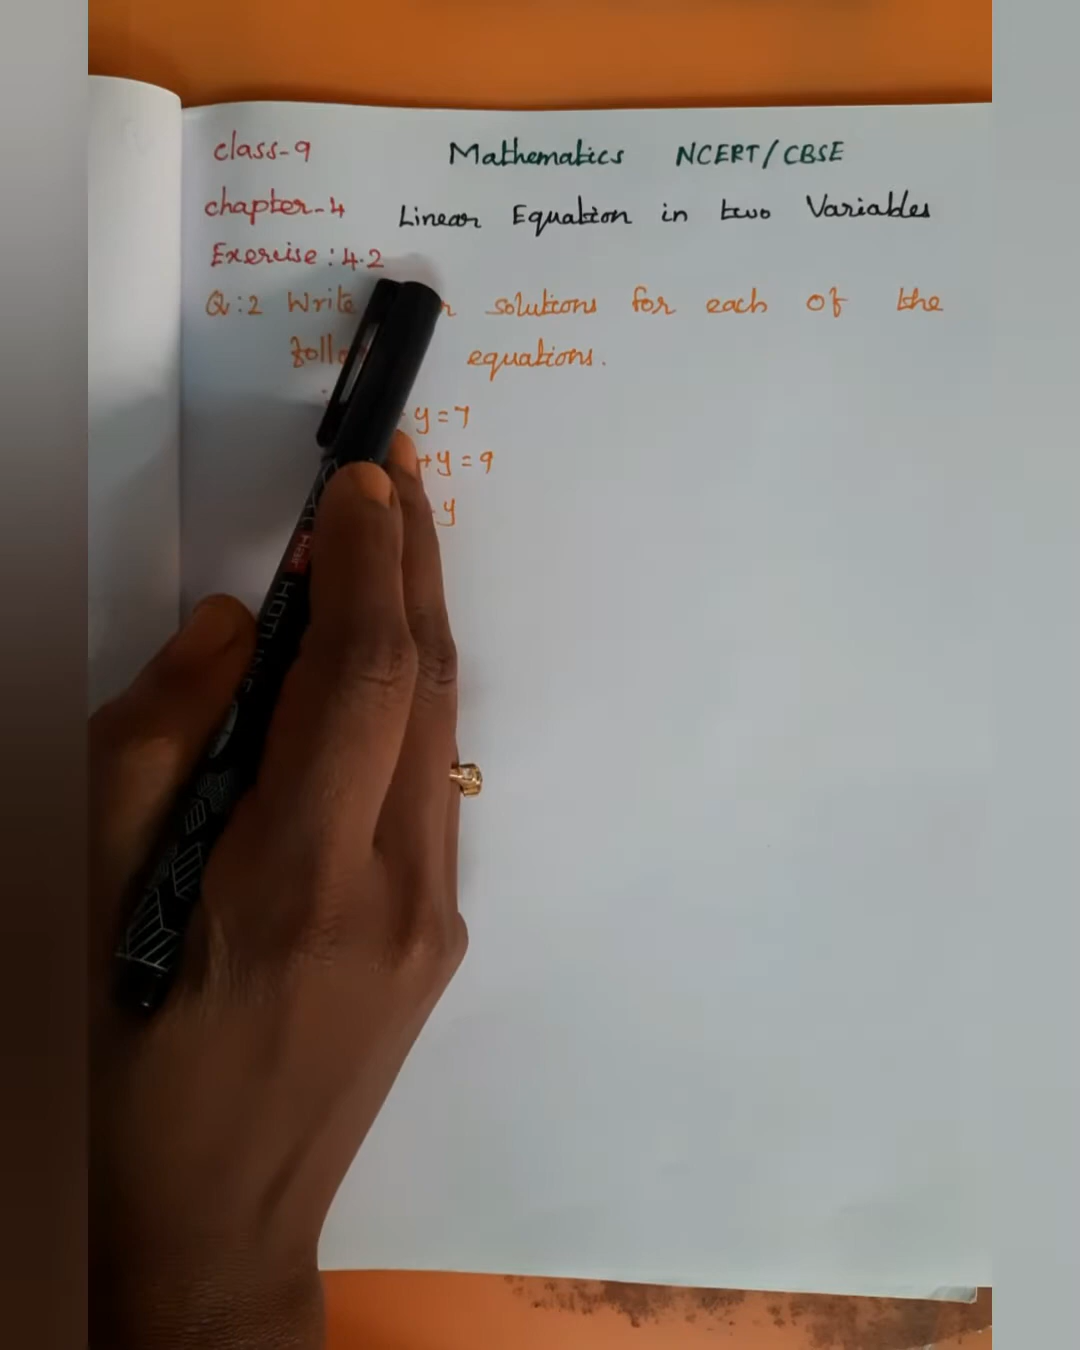 class-9 Mathematics NCERT/CBSE
chapter-4 Linear Equation in two Variables
Exercise : 4.2
Q:2 Write solutions for each of the
equations.
y = 7
+y = 9
y
HOTLINE